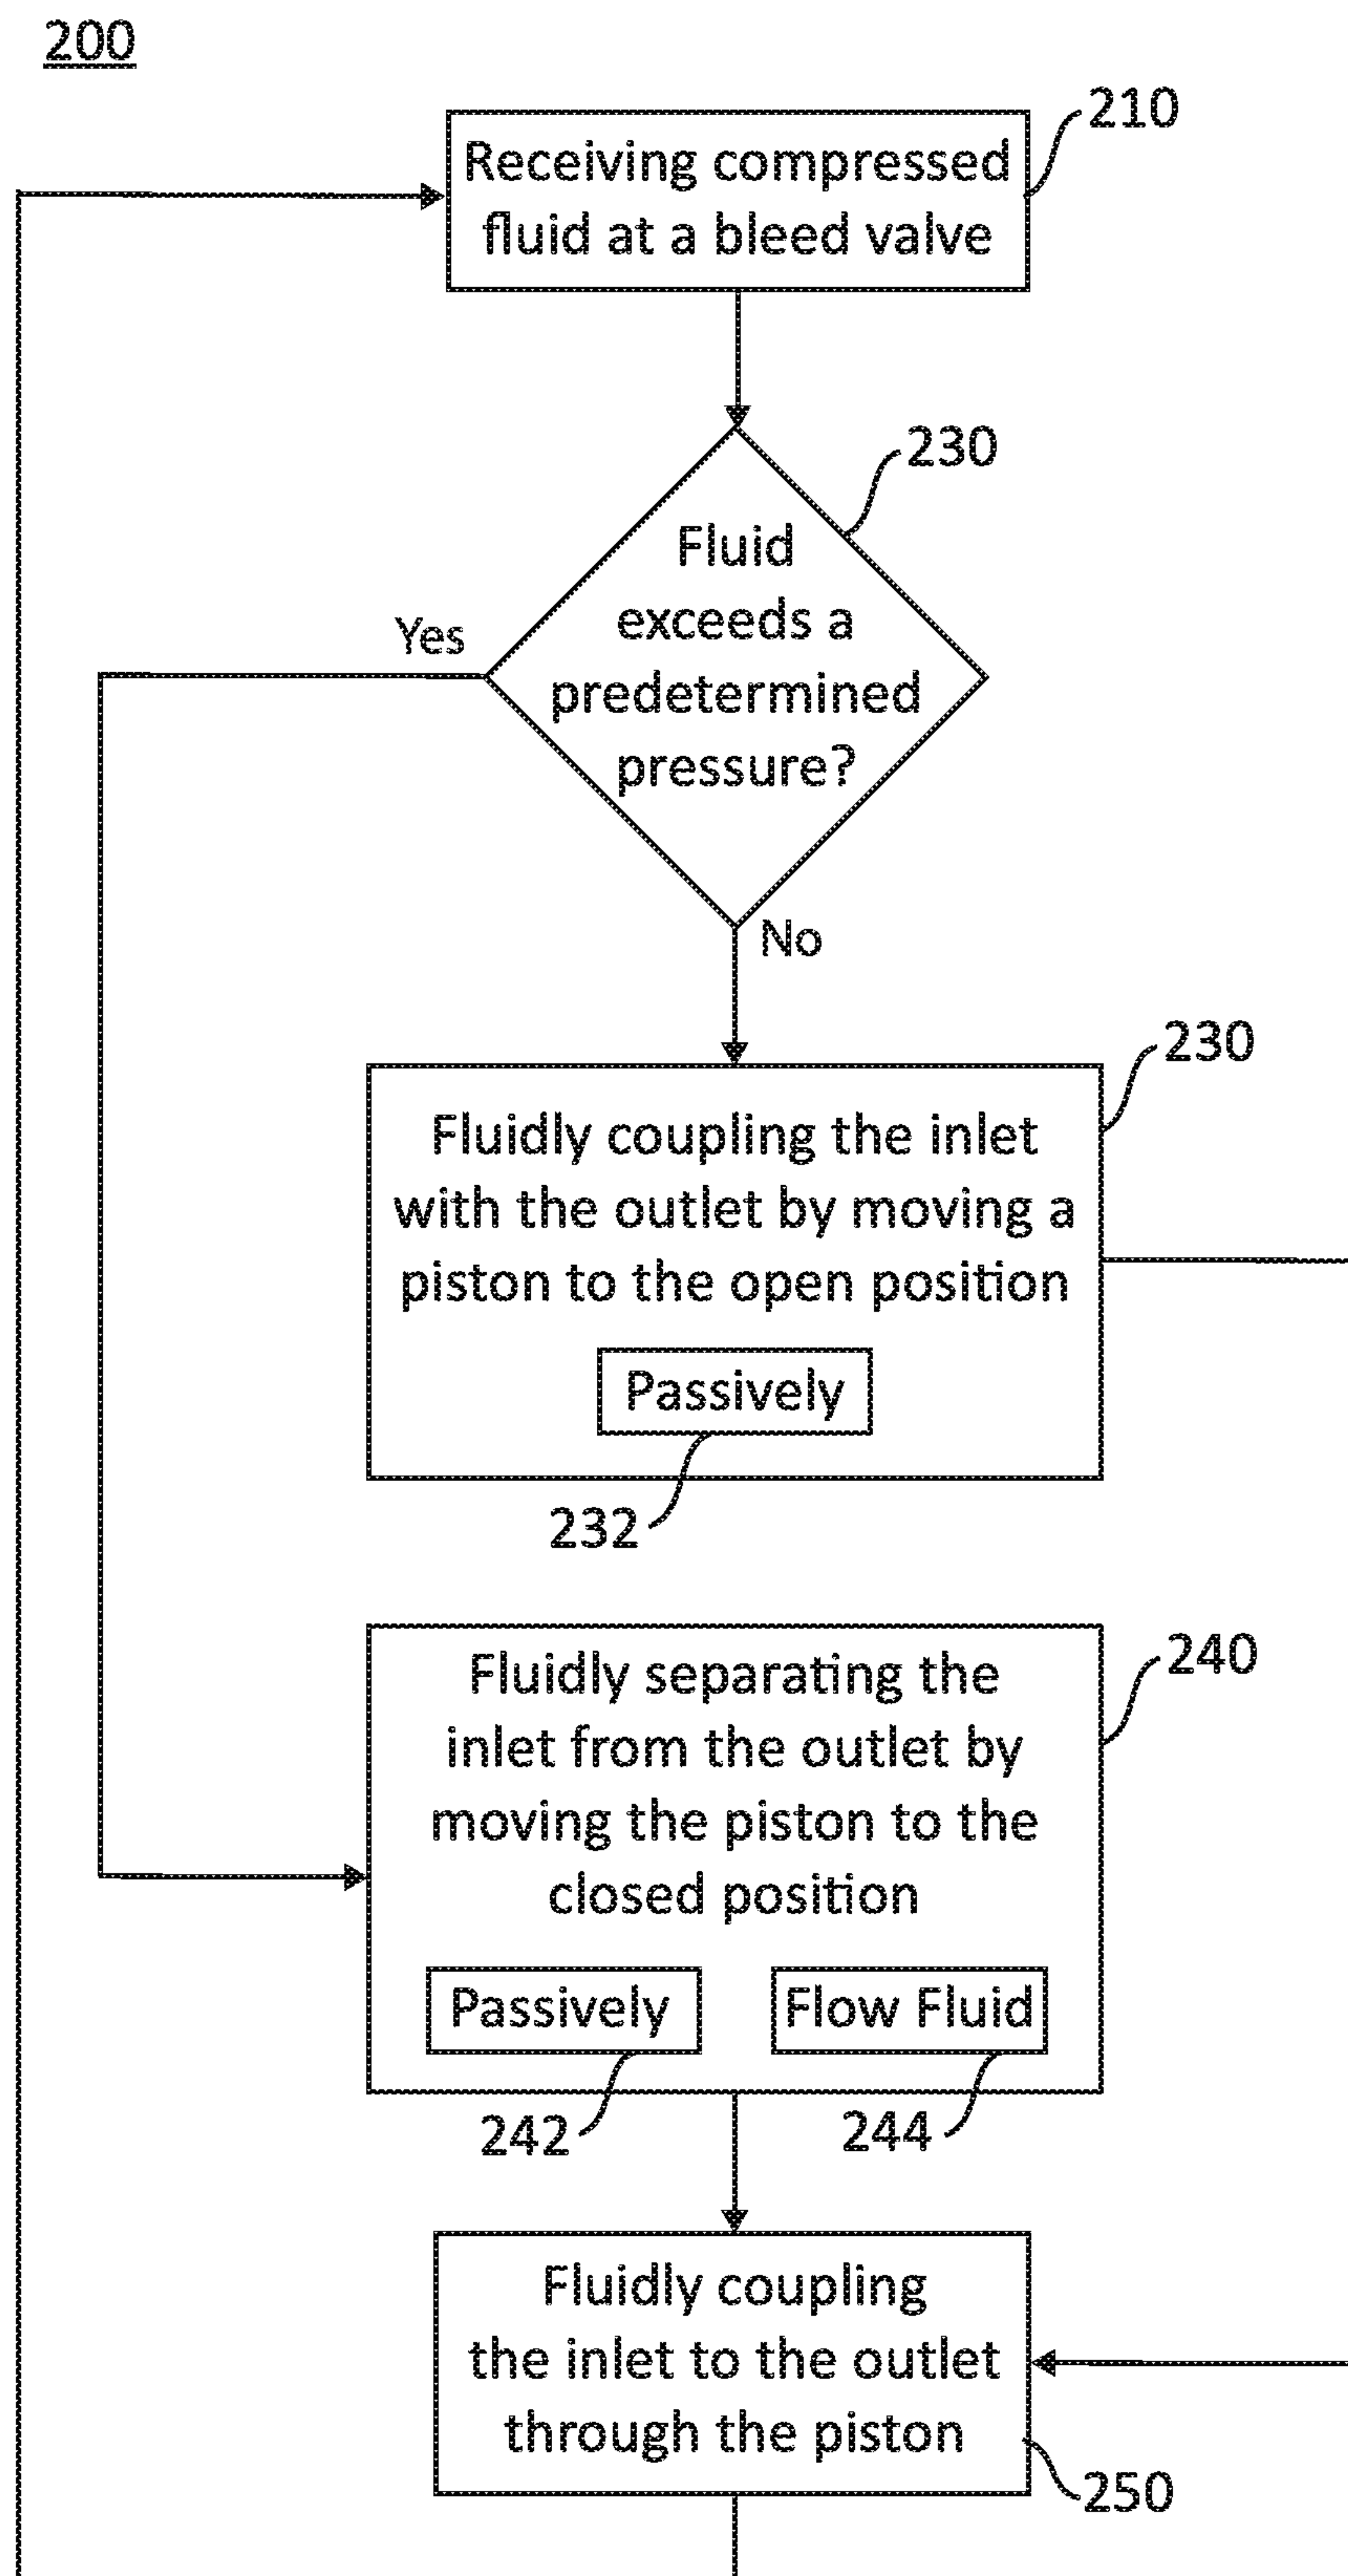 200
210
Receiving compressed
fluid at a bleed valve
230
Fluid
exceeds a
predetermined
pressure?
Yes
No
230
Fluidly coupling the inlet
with the outlet by moving a
piston to the open position
Passively
232
240
Fluidly separating the
inlet from the outlet by
moving the piston to the
closed position
Passively
Flow Fluid
242
244
Fluidly coupling
the inlet to the outlet
through the piston
250